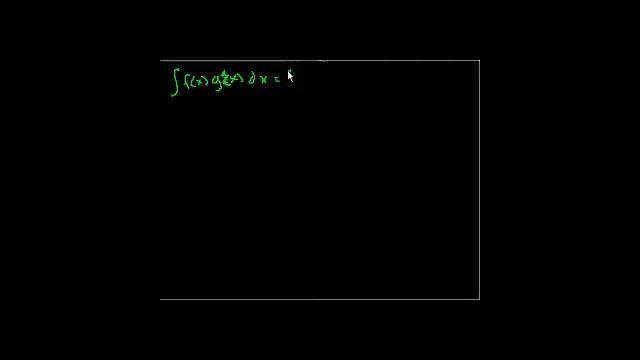 ∫ f(x) g'(x) dx =